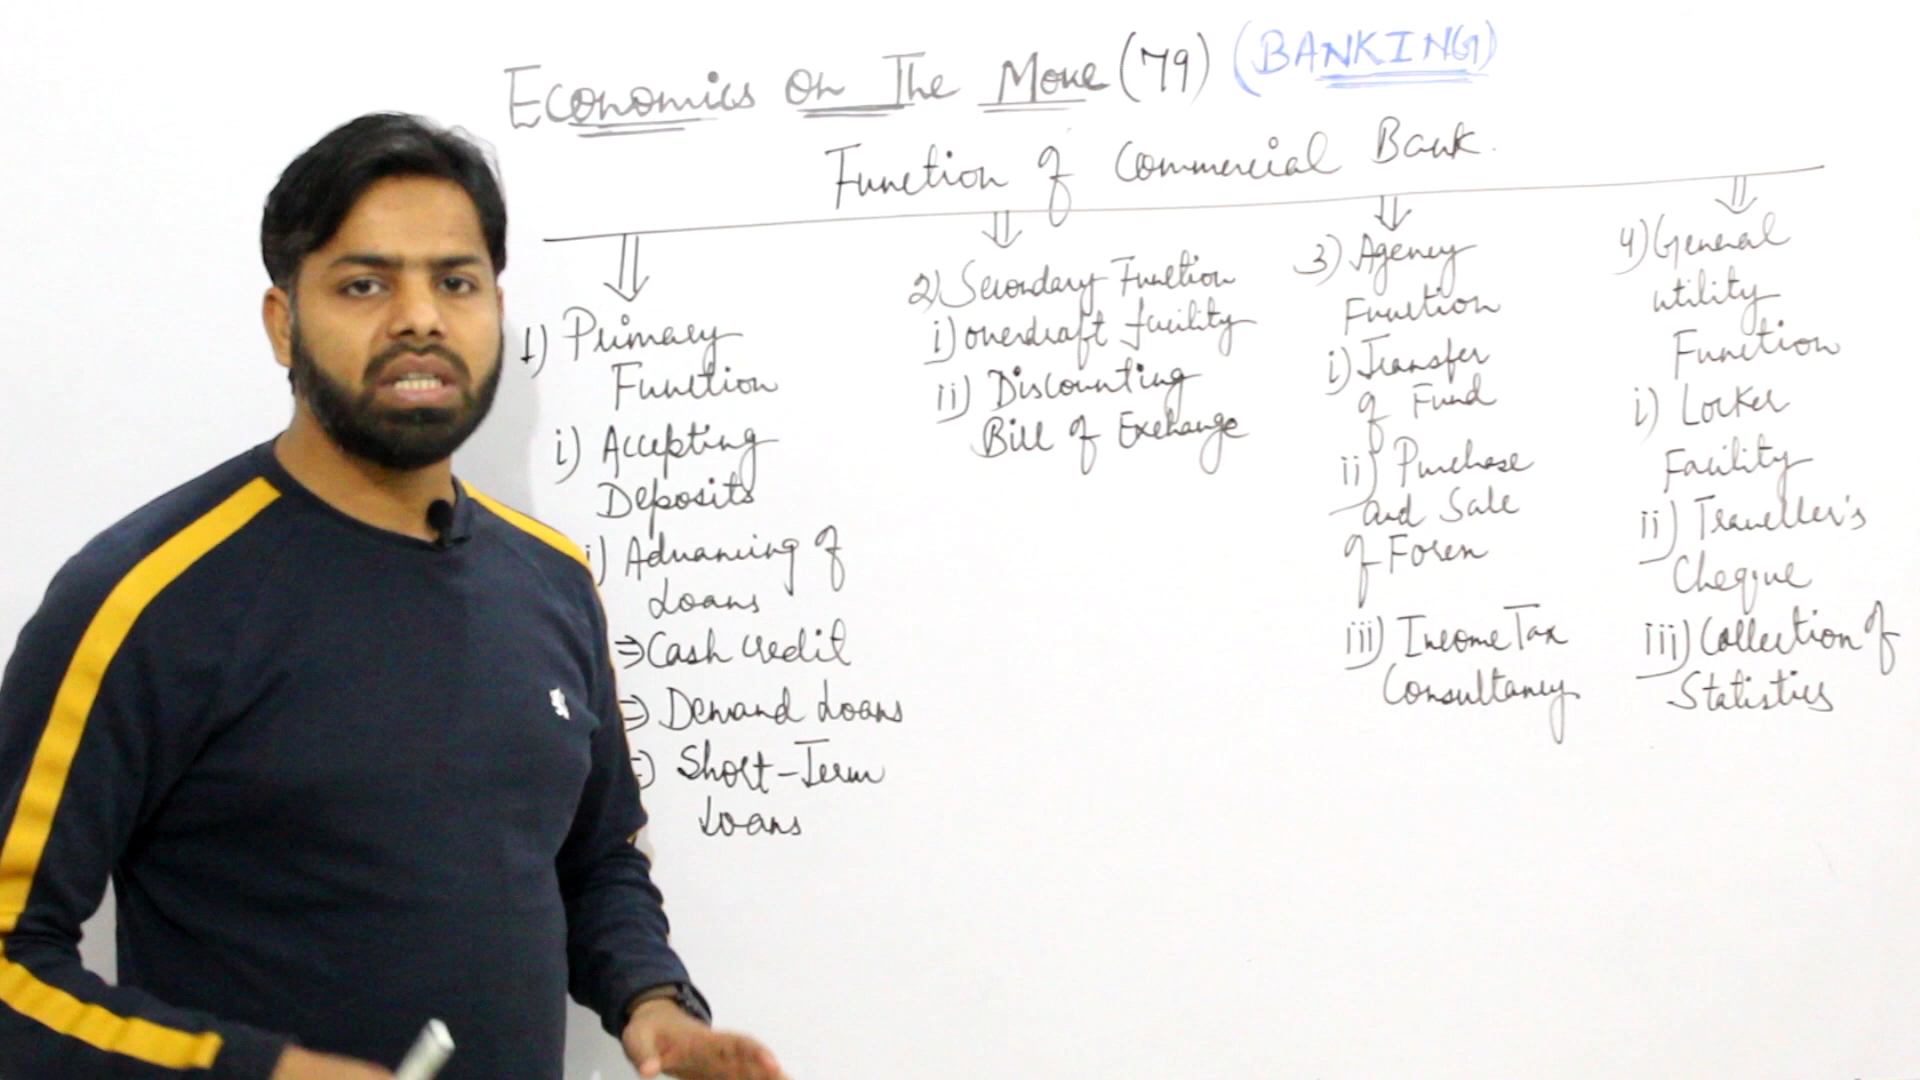 Economics On The Move (79) (BANKING)
Function of Commercial Bank.
1) Primary
Function
i) Accepting
Deposits
i) Advancing of
Loans
⇒ Cash credit
⇒ Demand Loans
⇒ Short-Term
Loans
2) Secondary Function
i) overdraft facility
ii) Discounting
Bill of Exchange
3) Agency
Function
i) Transfer
of Fund
ii) Purchase
and Sale
of Forex
iii) Income Tax
Consultancy
4) General
utility
Function
i) Locker
Facility
ii) Traveller's
Cheque
iii) Collection of
Statistics